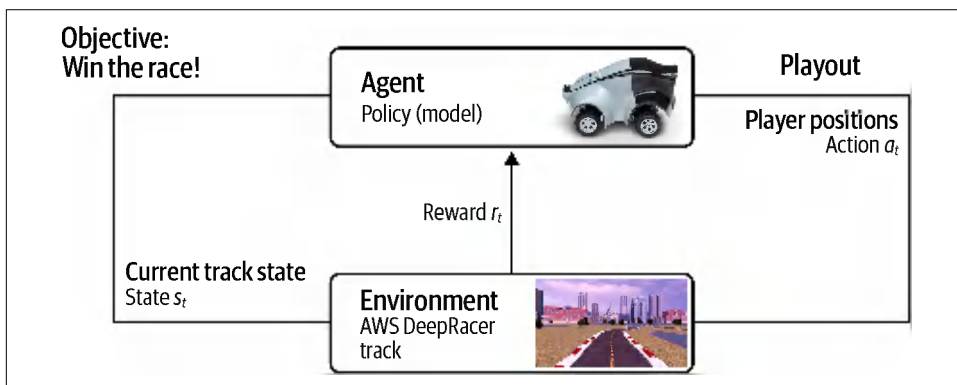 Objective:
Win the race!
Agent
Policy (model)
Playout
Player positions
Action aₜ
Reward rₜ
Current track state
State sₜ
Environment
AWS DeepRacer
track